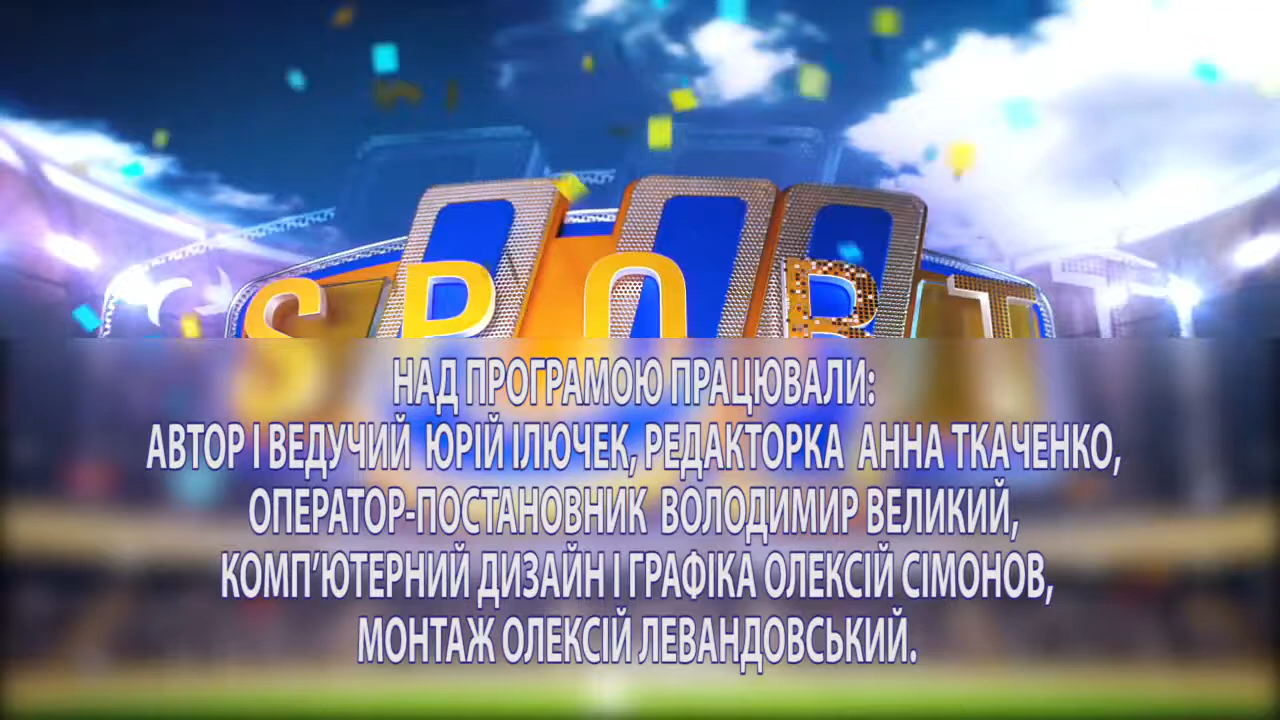 SPORT
НАД ПРОГРАМОЮ ПРАЦЮВАЛИ:
АВТОР І ВЕДУЧИЙ ЮРІЙ ІЛЮЧЕК, РЕДАКТОРКА АННА ТКАЧЕНКО,
ОПЕРАТОР-ПОСТАНОВНИК ВОЛОДИМИР ВЕЛИКИЙ,
КОМП’ЮТЕРНИЙ ДИЗАЙН І ГРАФІКА ОЛЕКСІЙ СІМОНОВ,
МОНТАЖ ОЛЕКСІЙ ЛЕВАНДОВСЬКИЙ.